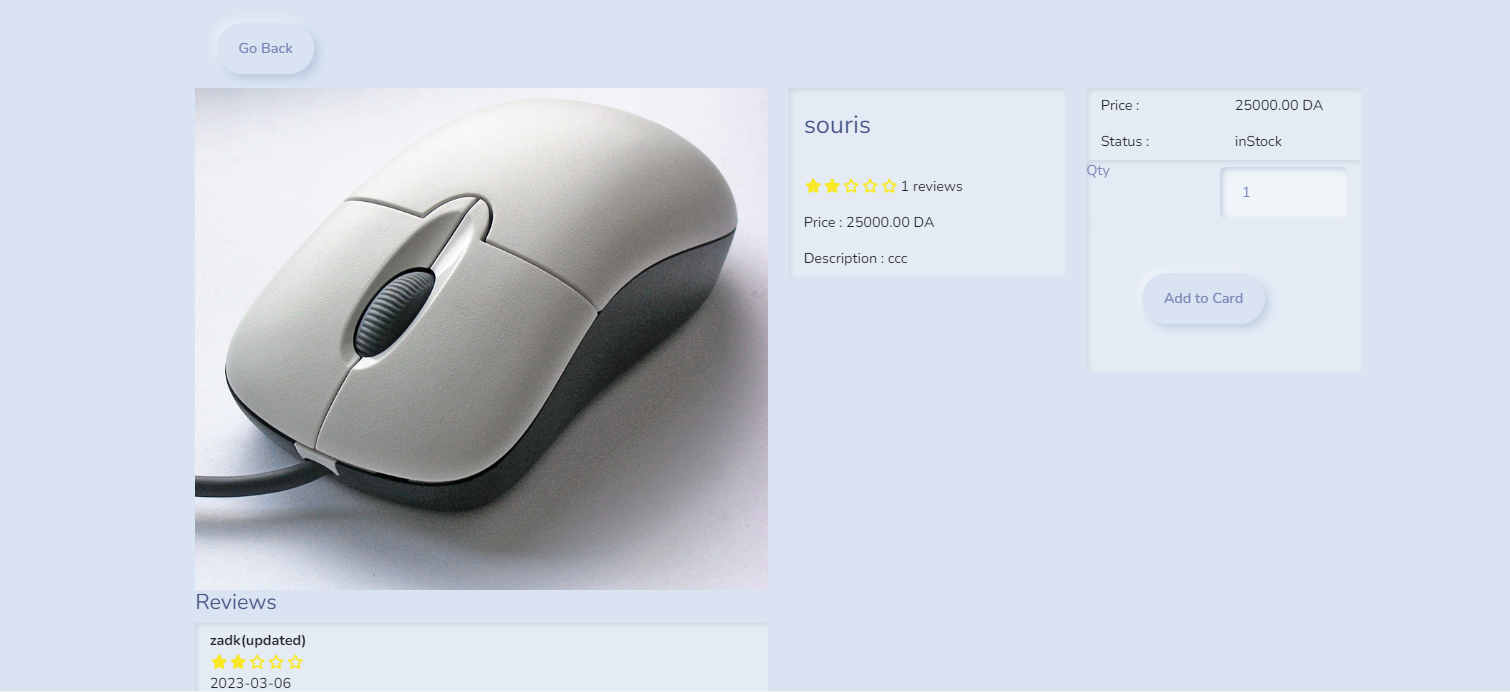 Go Back
souris
1 reviews
Price : 25000.00 DA
Description : ccc
Price : 25000.00 DA
Status : inStock
Qty 1
Add to Card
Reviews
zadk(updated)
2023-03-06